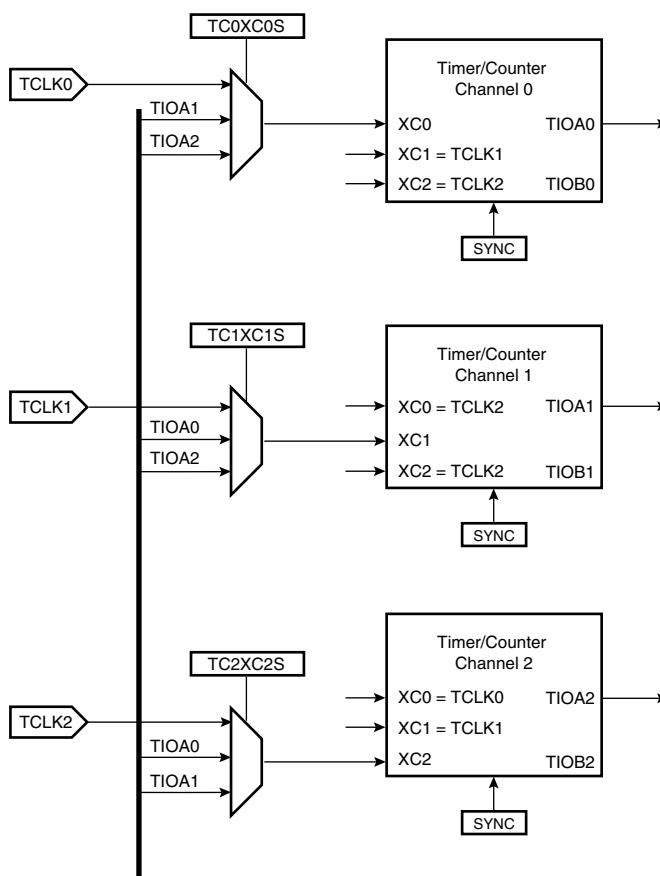 TC0XC0S
TCLK0
TIOA1
TIOA2
Timer/Counter
Channel 0
XC0
TIOA0
XC1 = TCLK1
XC2 = TCLK2
TIOB0
SYNC
TC1XC1S
TCLK1
TIOA0
TIOA2
Timer/Counter
Channel 1
XC0 = TCLK2
TIOA1
XC1
XC2 = TCLK2
TIOB1
SYNC
TC2XC2S
TCLK2
TIOA0
TIOA1
Timer/Counter
Channel 2
XC0 = TCLK0
TIOA2
XC1 = TCLK1
XC2
TIOB2
SYNC